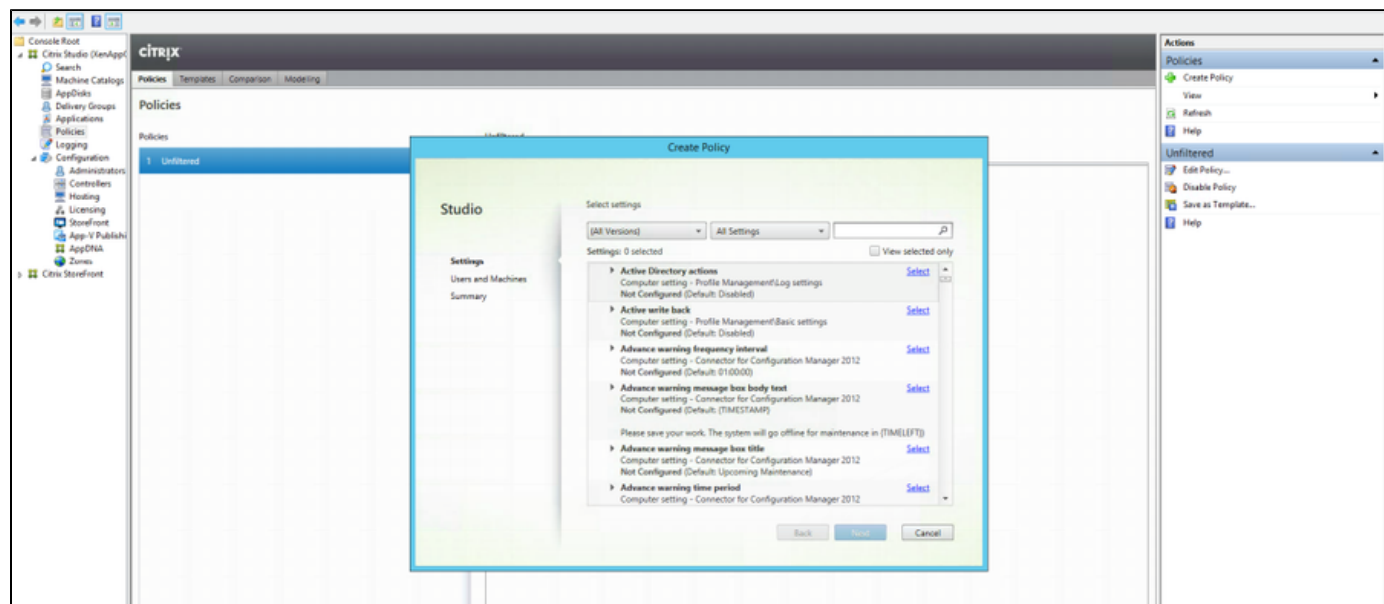 Console Root
Citrix Studio (XenApp
Search
Machine Catalogs
AppDisks
Delivery Groups
Applications
Policies
Logging
Configuration
Administrators
Controllers
Hosting
Licensing
StoreFront
App-V Publishi
AppDNA
Zones
Citrix StoreFront
CITRIX
Policies Templates Comparison Modeling
Policies
Policies
1 Unfiltered
Unfiltered
Create Policy
Studio
Settings
Users and Machines
Summary
Select settings
(All Versions) All Settings
Settings: 0 selected View selected only
Active Directory actions Select
Computer setting - Profile Management\Log settings
Not Configured (Default: Disabled)
Active write back Select
Computer setting - Profile Management\Basic settings
Not Configured (Default: Disabled)
Advance warning frequency interval Select
Computer setting - Connector for Configuration Manager 2012
Not Configured (Default: 01:00:00)
Advance warning message box body text Select
Computer setting - Connector for Configuration Manager 2012
Not Configured (Default: {TIMESTAMP}
Please save your work. The system will go offline for maintenance in {TIMELEFT})
Advance warning message box title Select
Computer setting - Connector for Configuration Manager 2012
Not Configured (Default: Upcoming Maintenance)
Advance warning time period Select
Computer setting - Connector for Configuration Manager 2012
Back Next Cancel
Actions
Policies
Create Policy
View
Refresh
Help
Unfiltered
Edit Policy...
Disable Policy
Save as Template...
Help